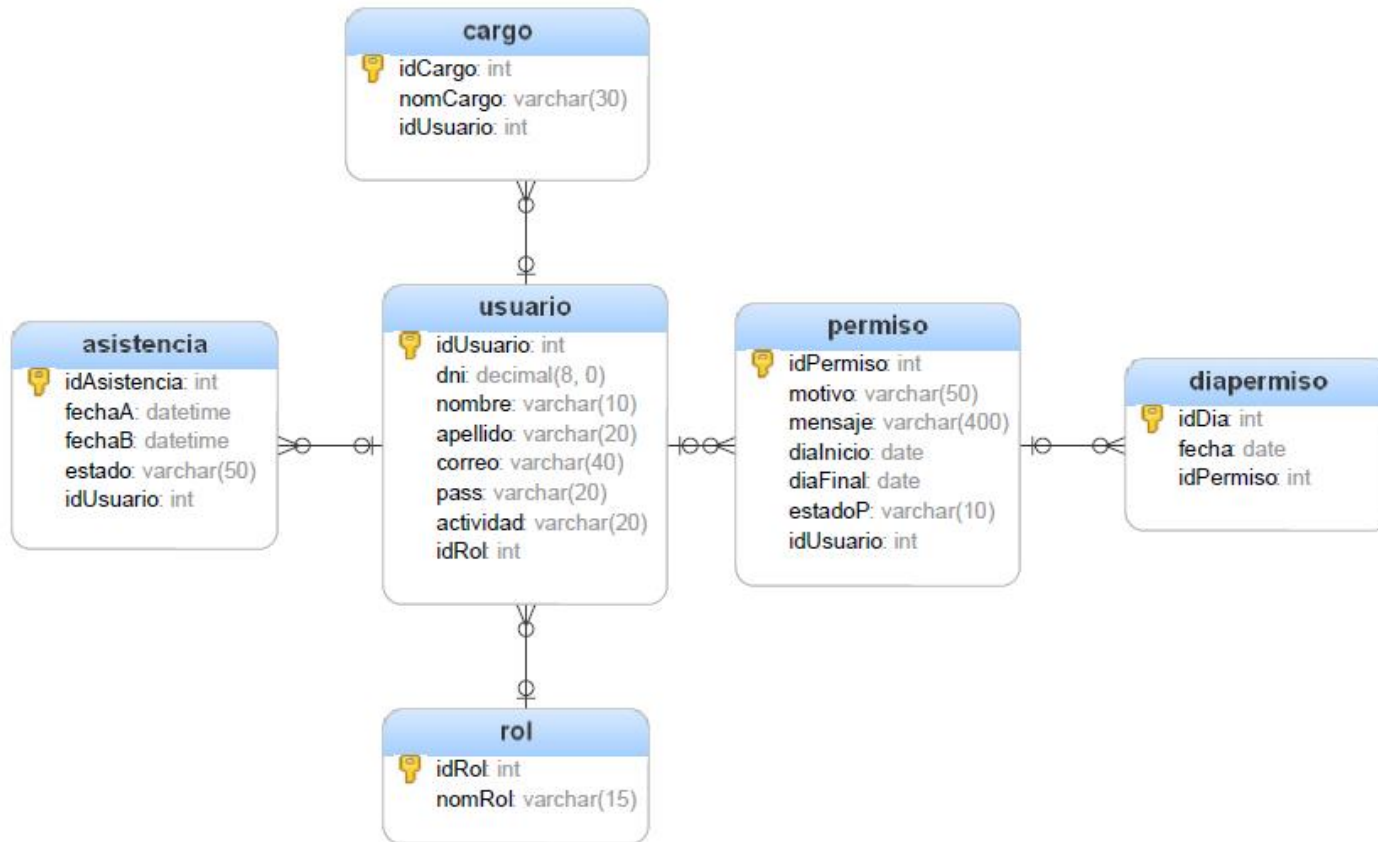 cargo
idCargo: int
nomCargo: varchar(30)
idUsuario: int
usuario
idUsuario: int
dni: decimal(8, 0)
nombre: varchar(10)
apellido: varchar(20)
correo: varchar(40)
pass: varchar(20)
actividad: varchar(20)
idRol: int
asistencia
idAsistencia: int
fechaA: datetime
fechaB: datetime
estado: varchar(50)
idUsuario: int
permiso
idPermiso: int
motivo: varchar(50)
mensaje: varchar(400)
diaInicio: date
diaFinal: date
estadoP: varchar(10)
idUsuario: int
diapermiso
idDia: int
fecha: date
idPermiso: int
rol
idRol: int
nomRol: varchar(15)